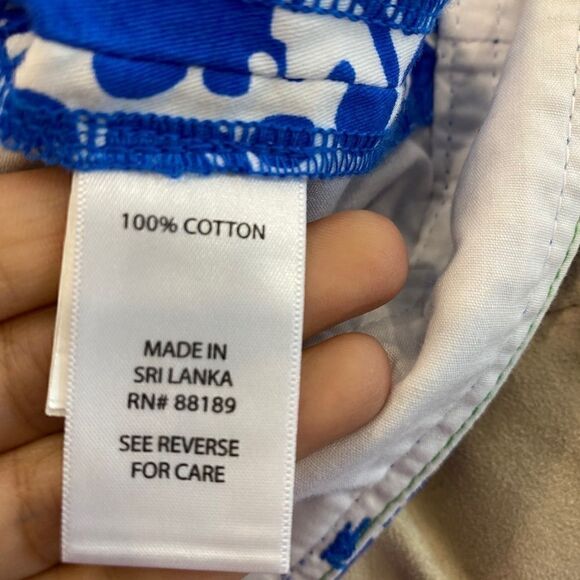 100% COTTON
MADE IN
SRI LANKA
RN# 88189
SEE REVERSE
FOR CARE